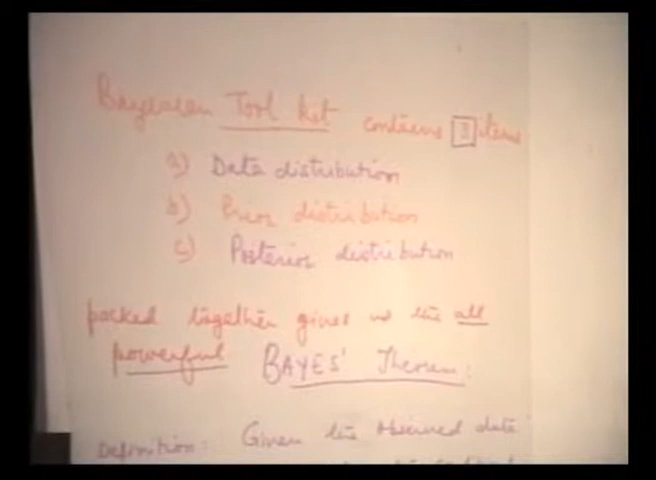 Bayesian Tool kit contains 3 items
a) Data distribution
b) Prior distribution
c) Posterior distribution
packed together gives us the all
powerful BAYES' Theorem:
Definition: Given the observed data